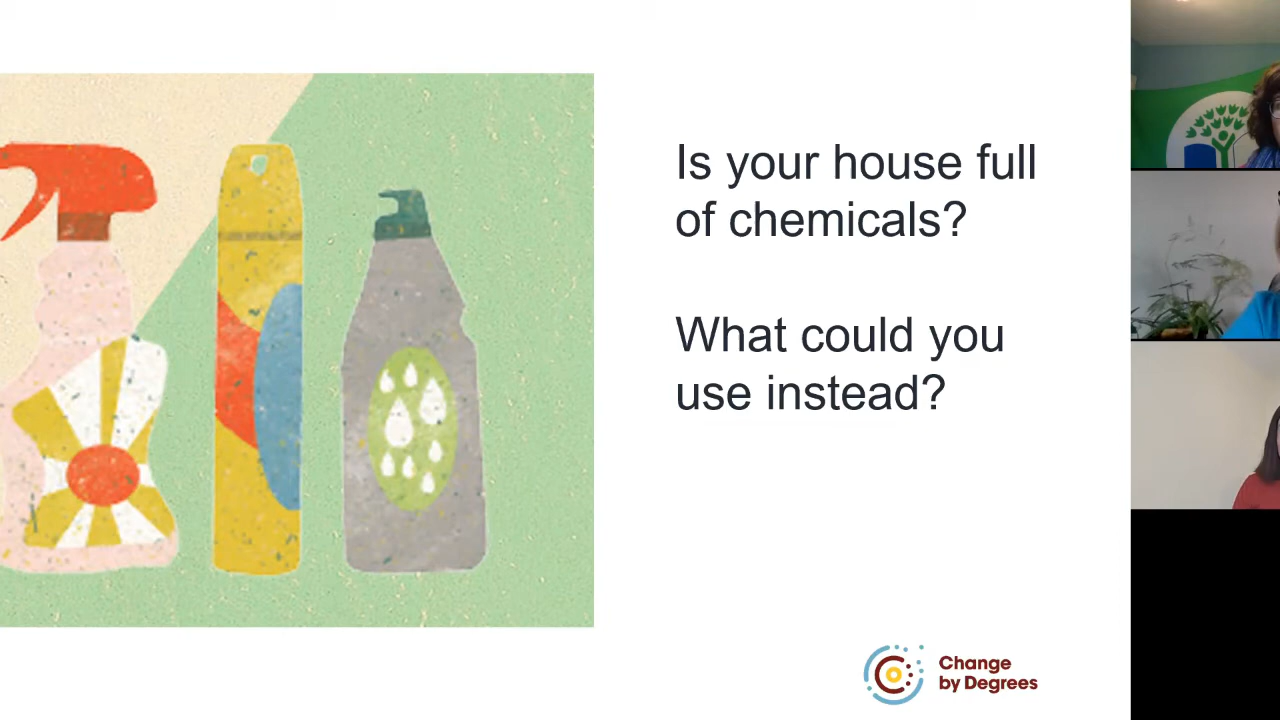 Is your house full
of chemicals?
What could you
use instead?
Change
by Degrees